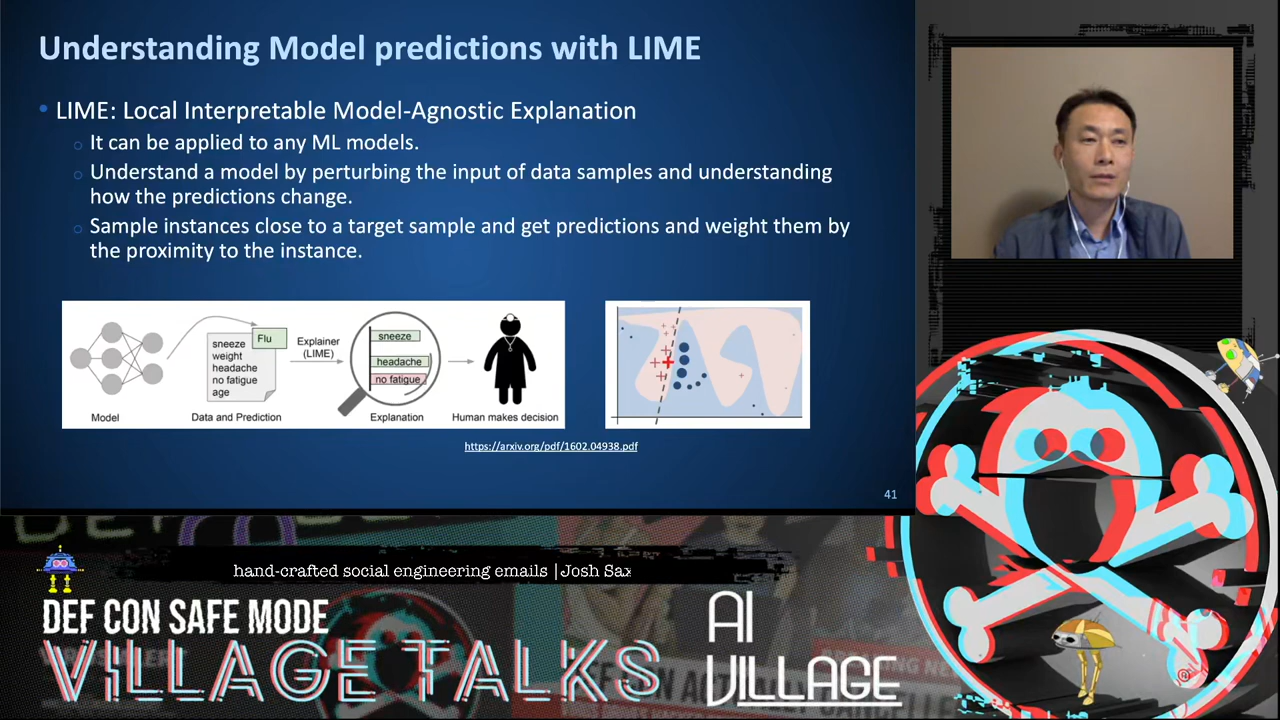 Understanding Model predictions with LIME
• LIME: Local Interpretable Model-Agnostic Explanation
○ It can be applied to any ML models.
○ Understand a model by perturbing the input of data samples and understanding
how the predictions change.
○ Sample instances close to a target sample and get predictions and weight them by
the proximity to the instance.
Model
Flu
sneeze
weight
headache
no fatigue
age
Data and Prediction
Explainer
(LIME)
sneeze
headache
no fatigue
Explanation
Human makes decision
https://arxiv.org/pdf/1602.04938.pdf
41
hand-crafted social engineering emails |Josh Sax
DEF CON SAFE MODE
VILLAGE TALKS
AI
VILLAGE